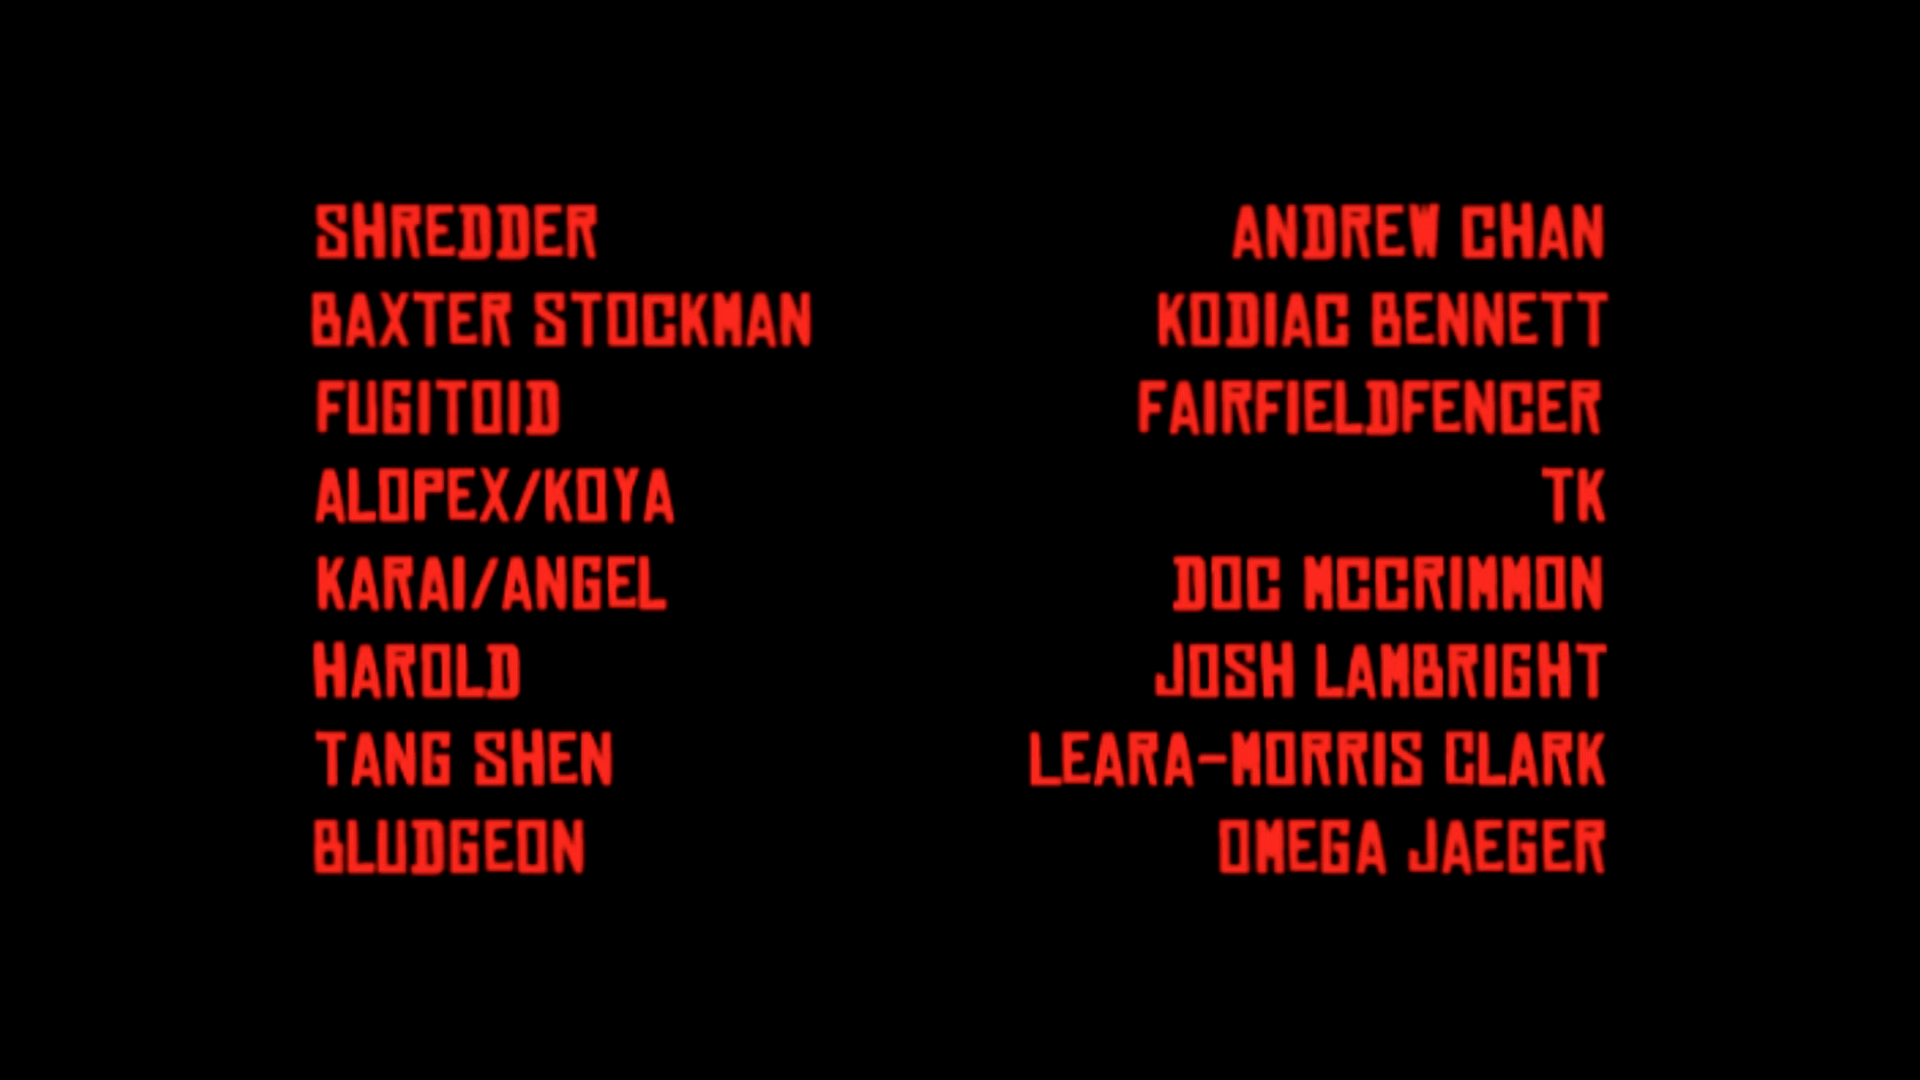 SHREDDER ANDREW CHAN
BAXTER STOCKMAN KODIAC BENNETT
FUGITOID FAIRFIELDFENCER
ALOPEX/KOYA TK
KARAI/ANGEL DOC MCCRIMMON
HAROLD JOSH LAMBRIGHT
TANG SHEN LEARA-MORRIS CLARK
BLUDGEON OMEGA JAEGER